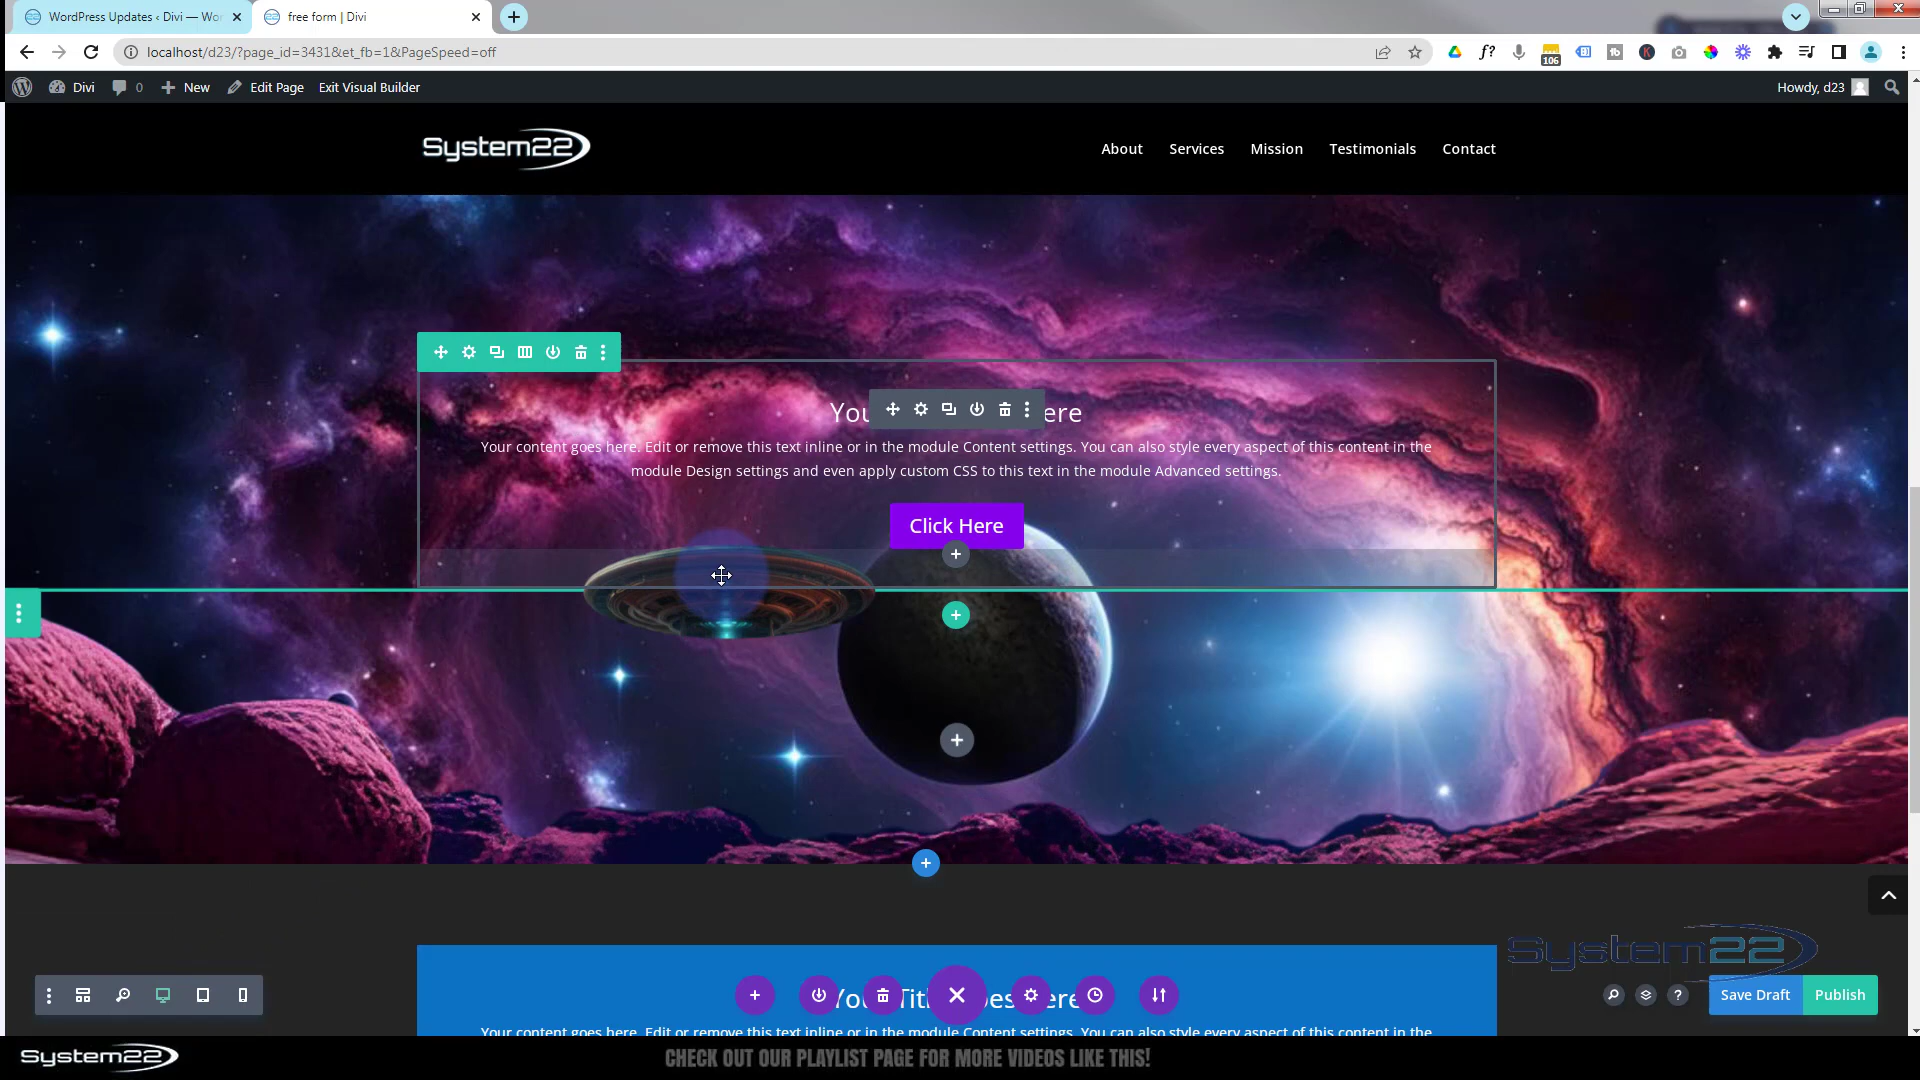 WordPress Updates ‹ Divi — Wor
free form | Divi
localhost/d23/?page_id=3431&et_fb=1&PageSpeed=off
f?
106
fb
K
Divi
0
New
Edit Page
Exit Visual Builder
Howdy, d23
System22
About
Services
Mission
Testimonials
Contact
You
ere
Your content goes here. Edit or remove this text inline or in the module Content settings. You can also style every aspect of this content in the
module Design settings and even apply custom CSS to this text in the module Advanced settings.
Click Here
System22
Your content goes here. Edit or remove this text inline or in the module Content settings. You can also style every aspect of this content in the
?
Save Draft
Publish
System22
CHECK OUT OUR PLAYLIST PAGE FOR MORE VIDEOS LIKE THIS!